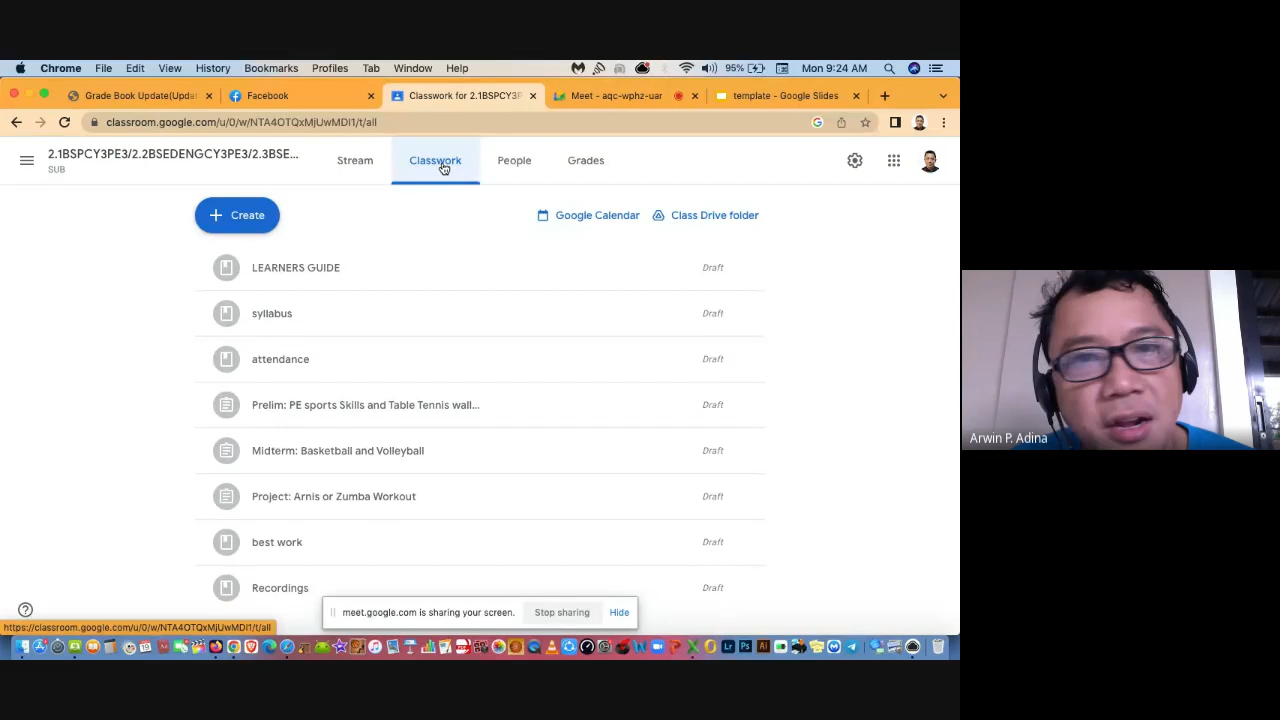 Chrome File Edit View History Bookmarks Profiles Tab Window Help 95% Mon 9:24 AM
Grade Book Update(Updat Facebook Classwork for 2.1BSPCY3P Meet - aqc-wphz-uar template - Google Slides
classroom.google.com/u/0/w/NTA4OTQxMjUwMDI1/t/all
2.1BSPCY3PE3/2.2BSEDENGCY3PE3/2.3BSE...
SUB
Stream Classwork People Grades
Create
Google Calendar Class Drive folder
LEARNERS GUIDE Draft
syllabus Draft
attendance Draft
Prelim: PE sports Skills and Table Tennis wall... Draft
Midterm: Basketball and Volleyball Draft
Project: Arnis or Zumba Workout Draft
best work Draft
Recordings Draft
meet.google.com is sharing your screen. Stop sharing Hide
https://classroom.google.com/u/0/w/NTA4OTQxMjUwMDI1/t/all
Arwin P. Adina